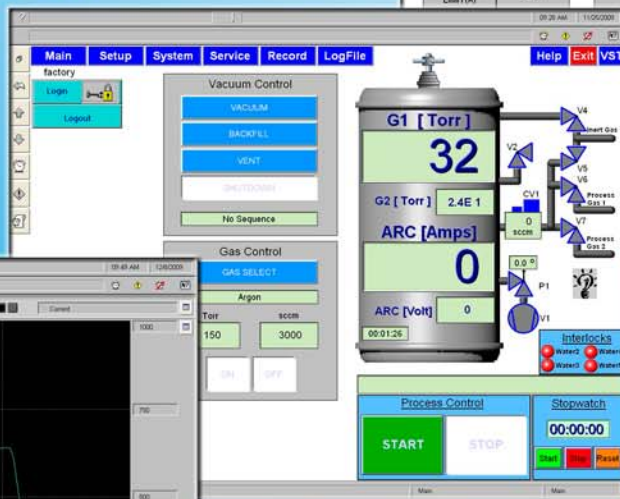 09:28 AM 11/20/2009
Main Setup System Service Record LogFile Help Exit VST
factory
Login
Logout
Vacuum Control
VACUUM
BACKFILL
VENT
SHUTDOWN
No Sequence
Gas Control
GAS SELECT
Argon
Torr sccm
150 3000
ON OFF
G1 [ Torr ]
32
G2 [ Torr ] 2.4E 1
ARC [Amps]
0
ARC [Volt] 0
00:01:26
V4
Inert Gas
V2
V5
V6
Process
Gas 1
CV1
0
sccm
V7
Process
Gas 2
0.0 °
P1
V1
Interlocks
Water2
Water3
Process Control
START STOP
Stopwatch
00:00:00
Start Stop Reset
Main Main
09:49 AM 12/8/2009
Current
1000
750
500